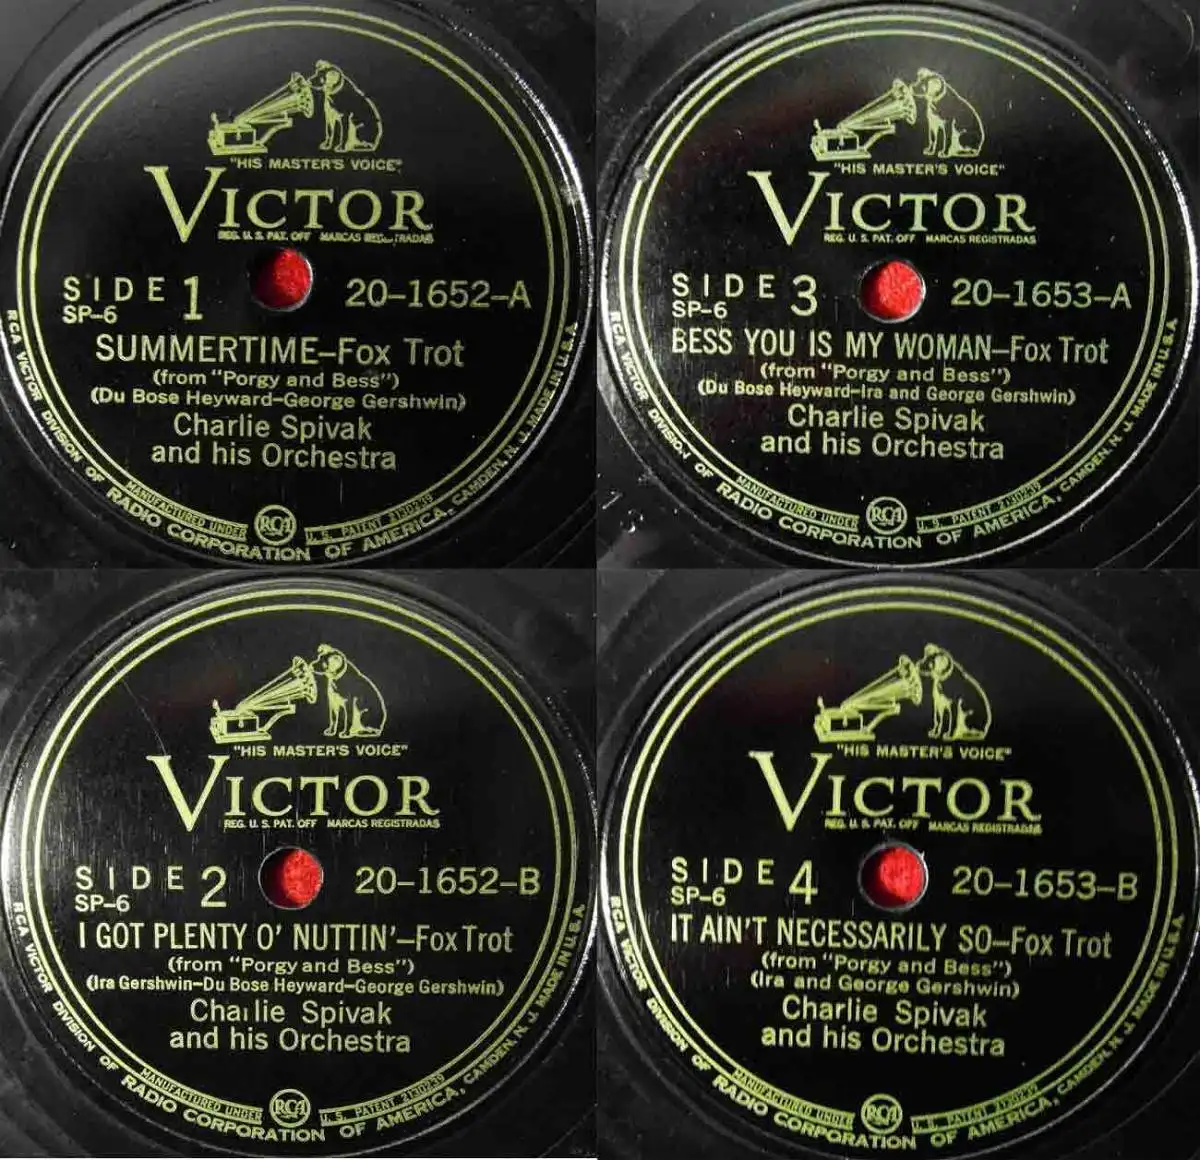 "HIS MASTER'S VOICE"
VICTOR
REG. U. S. PAT. OFF MARCAS REGISTRADAS
SIDE 1
20-1652-A
SP-6
SUMMERTIME-Fox Trot
(from "Porgy and Bess")
(Du Bose Heyward-George Gershwin)
Charlie Spivak
and his Orchestra
MANUFACTURED UNDER RCA U. S. PATENT 2130239
RCA VICTOR DIVISION OF RADIO CORPORATION OF AMERICA, CAMDEN, N. J. MADE IN U. S. A.
"HIS MASTER'S VOICE"
VICTOR
REG. U. S. PAT. OFF MARCAS REGISTRADAS
SIDE 3
20-1653-A
SP-6
BESS YOU IS MY WOMAN-Fox Trot
(from "Porgy and Bess")
(Du Bose Heyward-Ira and George Gershwin)
Charlie Spivak
and his Orchestra
MANUFACTURED UNDER RCA U. S. PATENT 2130239
RCA VICTOR DIVISION OF RADIO CORPORATION OF AMERICA, CAMDEN, N. J. MADE IN U. S. A.
"HIS MASTER'S VOICE"
VICTOR
REG. U. S. PAT. OFF MARCAS REGISTRADAS
SIDE 2
20-1652-B
SP-6
I GOT PLENTY O' NUTTIN'-Fox Trot
(from "Porgy and Bess")
(Ira Gershwin-Du Bose Heyward-George Gershwin)
Charlie Spivak
and his Orchestra
MANUFACTURED UNDER RCA U. S. PATENT 2130239
RCA VICTOR DIVISION OF RADIO CORPORATION OF AMERICA, CAMDEN, N. J. MADE IN U. S. A.
"HIS MASTER'S VOICE"
VICTOR
REG. U. S. PAT. OFF MARCAS REGISTRADAS
SIDE 4
20-1653-B
SP-6
IT AIN'T NECESSARILY SO-Fox Trot
(from "Porgy and Bess")
(Ira and George Gershwin)
Charlie Spivak
and his Orchestra
MANUFACTURED UNDER RCA U. S. PATENT 2130239
RCA VICTOR DIVISION OF RADIO CORPORATION OF AMERICA, CAMDEN, N. J. MADE IN U. S. A.